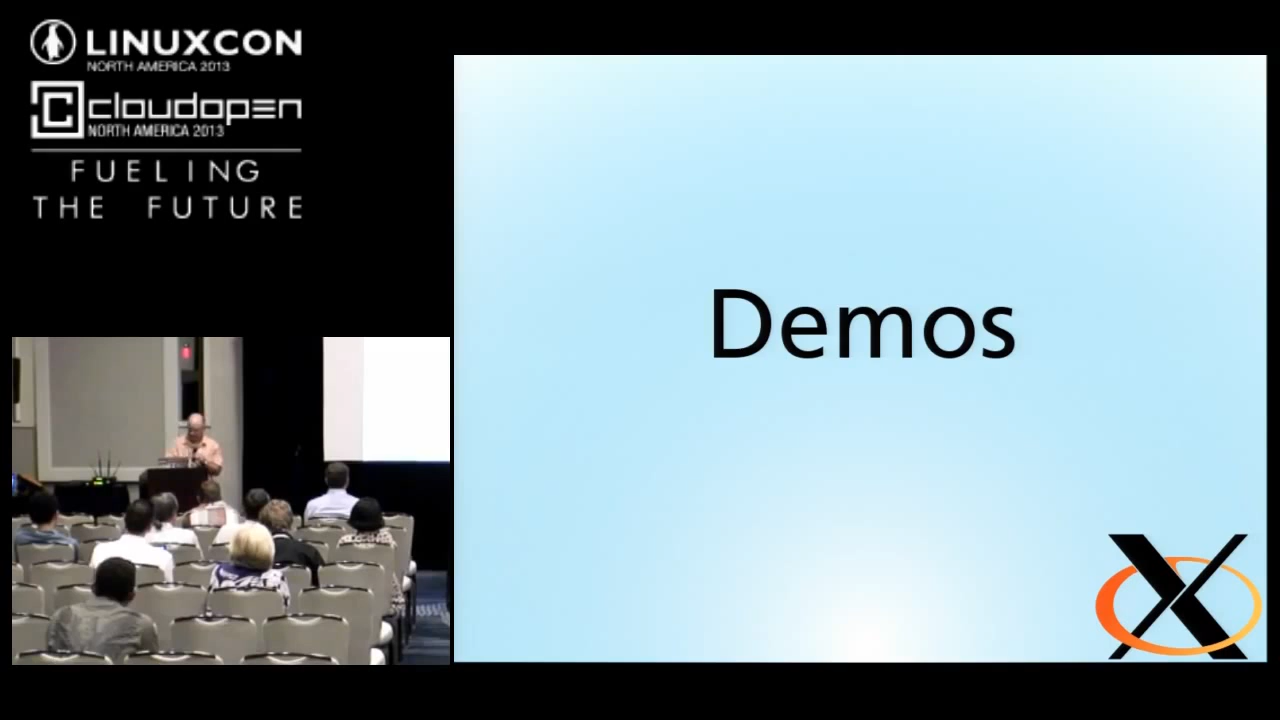 LINUXCON
NORTH AMERICA 2013
cloudopen
NORTH AMERICA 2013
FUELING
THE FUTURE
Demos
X